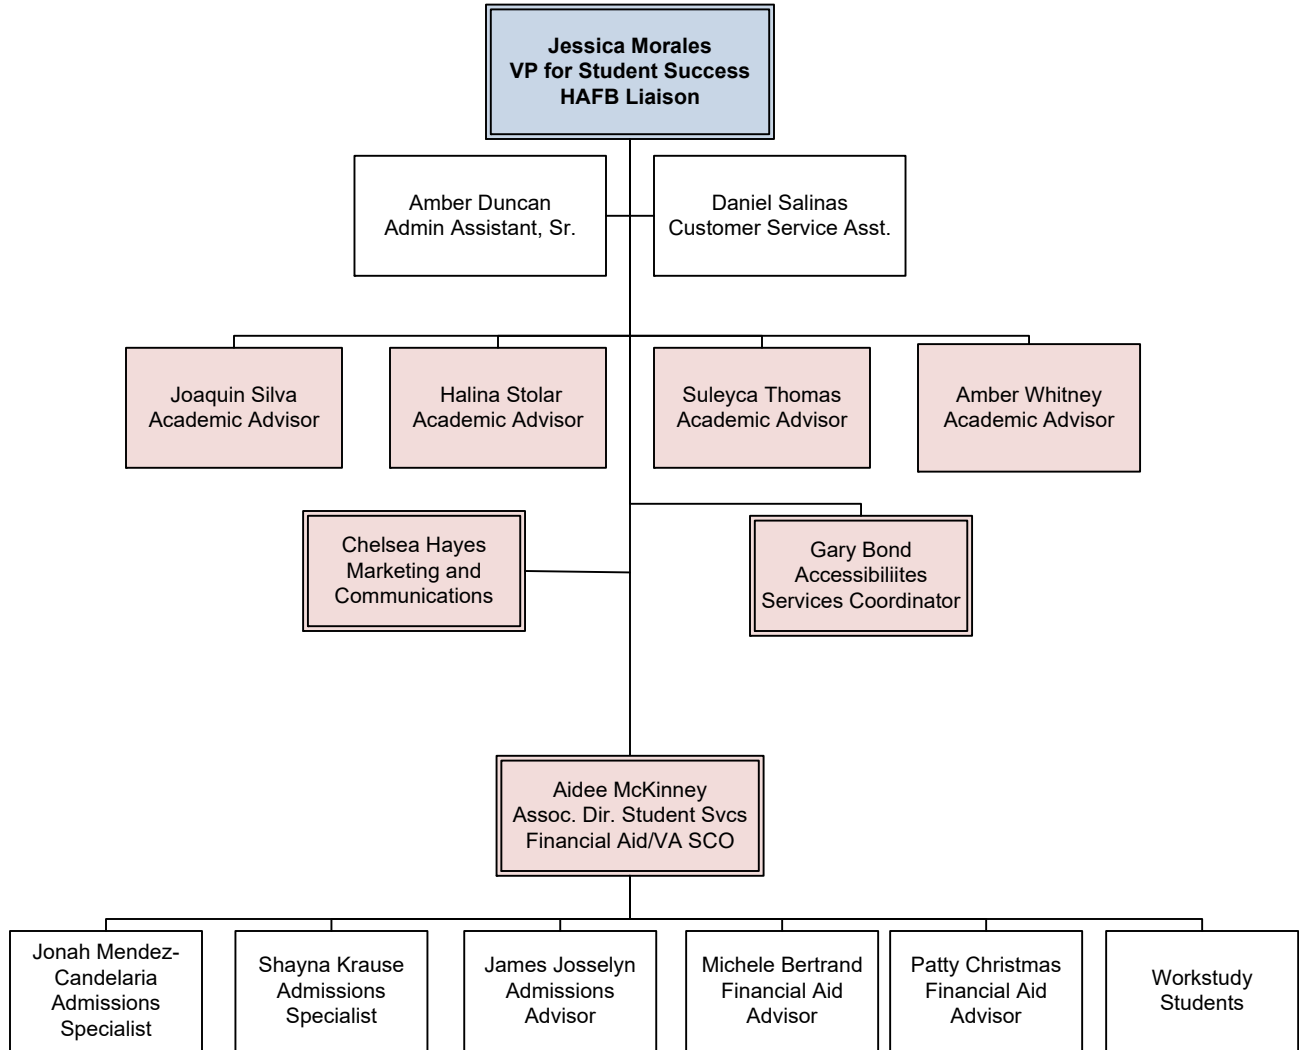 Jessica Morales
VP for Student Success
HAFB Liaison
Amber Duncan
Admin Assistant, Sr.
Daniel Salinas
Customer Service Asst.
Joaquin Silva
Academic Advisor
Halina Stolar
Academic Advisor
Suleyca Thomas
Academic Advisor
Amber Whitney
Academic Advisor
Chelsea Hayes
Marketing and
Communications
Gary Bond
Accessibiliites
Services Coordinator
Aidee McKinney
Assoc. Dir. Student Svcs
Financial Aid/VA SCO
Jonah Mendez-
Candelaria
Admissions
Specialist
Shayna Krause
Admissions
Specialist
James Josselyn
Admissions
Advisor
Michele Bertrand
Financial Aid
Advisor
Patty Christmas
Financial Aid
Advisor
Workstudy
Students